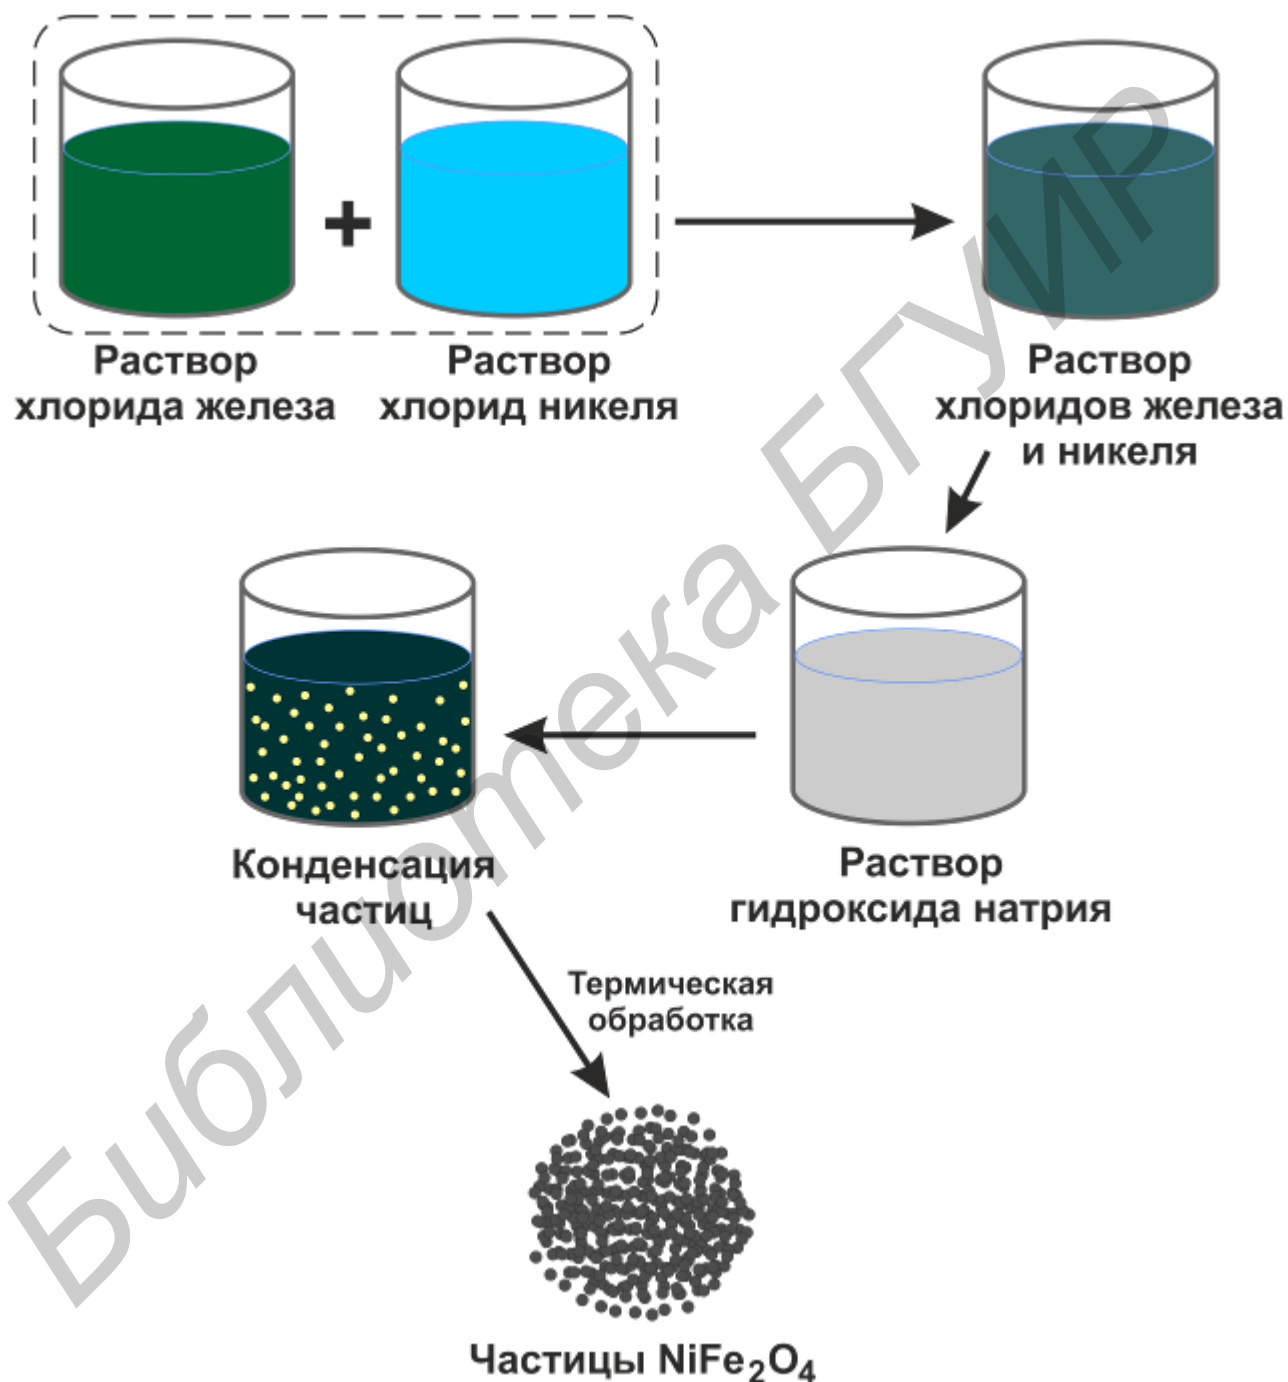 Раствор
хлорида железа
+
Раствор
хлорид никеля
Раствор
хлоридов железа
и никеля
Конденсация
частиц
Раствор
гидроксида натрия
Термическая
обработка
Частицы NiFe₂O₄
Библиотека БГУИР